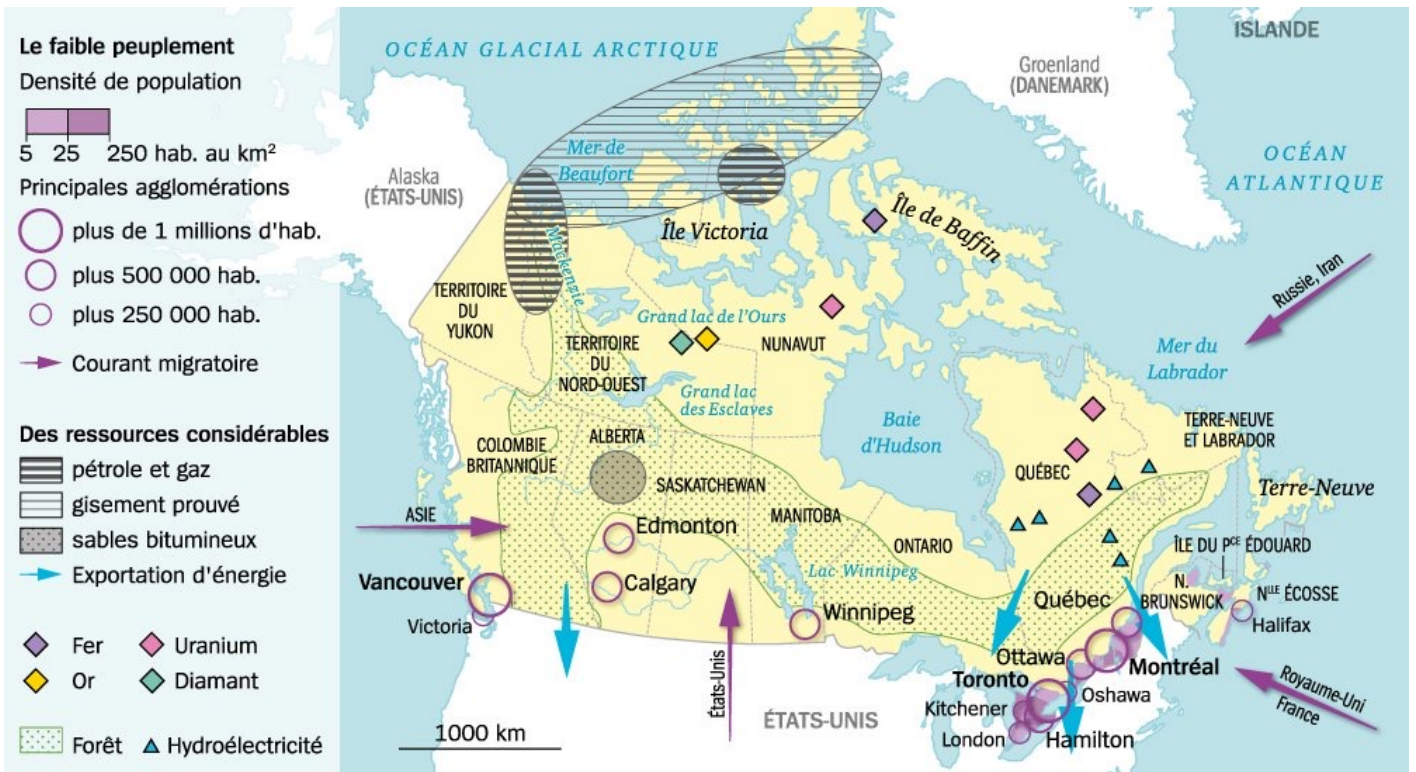 Le faible peuplement
Densité de population
5 25 250 hab. au km²
Principales agglomérations
plus de 1 millions d'hab.
plus 500 000 hab.
plus 250 000 hab.
Courant migratoire
Des ressources considérables
pétrole et gaz
gisement prouvé
sables bitumineux
Exportation d'énergie
Fer
Uranium
Or
Diamant
Forêt
Hydroélectricité
OCÉAN GLACIAL ARCTIQUE
ISLANDE
Groenland
(DANEMARK)
Mer de
Beaufort
Alaska
(ÉTATS-UNIS)
OCÉAN
ATLANTIQUE
Île Victoria
Île de Baffin
Mackenzie
TERRITOIRE
DU
YUKON
Grand lac de l'Ours
NUNAVUT
Russie, Iran
TERRITOIRE
DU
NORD-OUEST
Mer du
Labrador
Grand lac
des Esclaves
Baie
d'Hudson
TERRE-NEUVE
ET LABRADOR
COLOMBIE
BRITANNIQUE
ALBERTA
QUÉBEC
SASKATCHEWAN
Terre-Neuve
ASIE
Edmonton
MANITOBA
ONTARIO
ÎLE DU PCE ÉDOUARD
Vancouver
Calgary
Lac Winnipeg
Victoria
Winnipeg
Québec
N.
BRUNSWICK
NLLE ÉCOSSE
Halifax
Ottawa
Montréal
Toronto
Oshawa
Royaume-Uni
France
États-Unis
Kitchener
ÉTATS-UNIS
London
Hamilton
1000 km